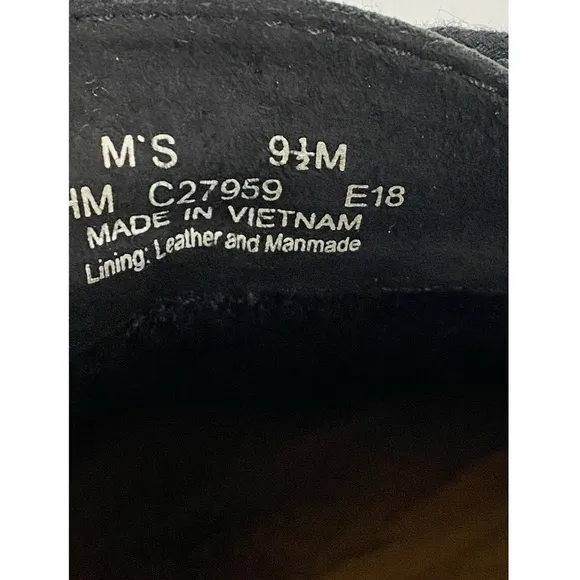 M'S 9½M
HM C27959 E18
MADE IN VIETNAM
Lining: Leather and Manmade